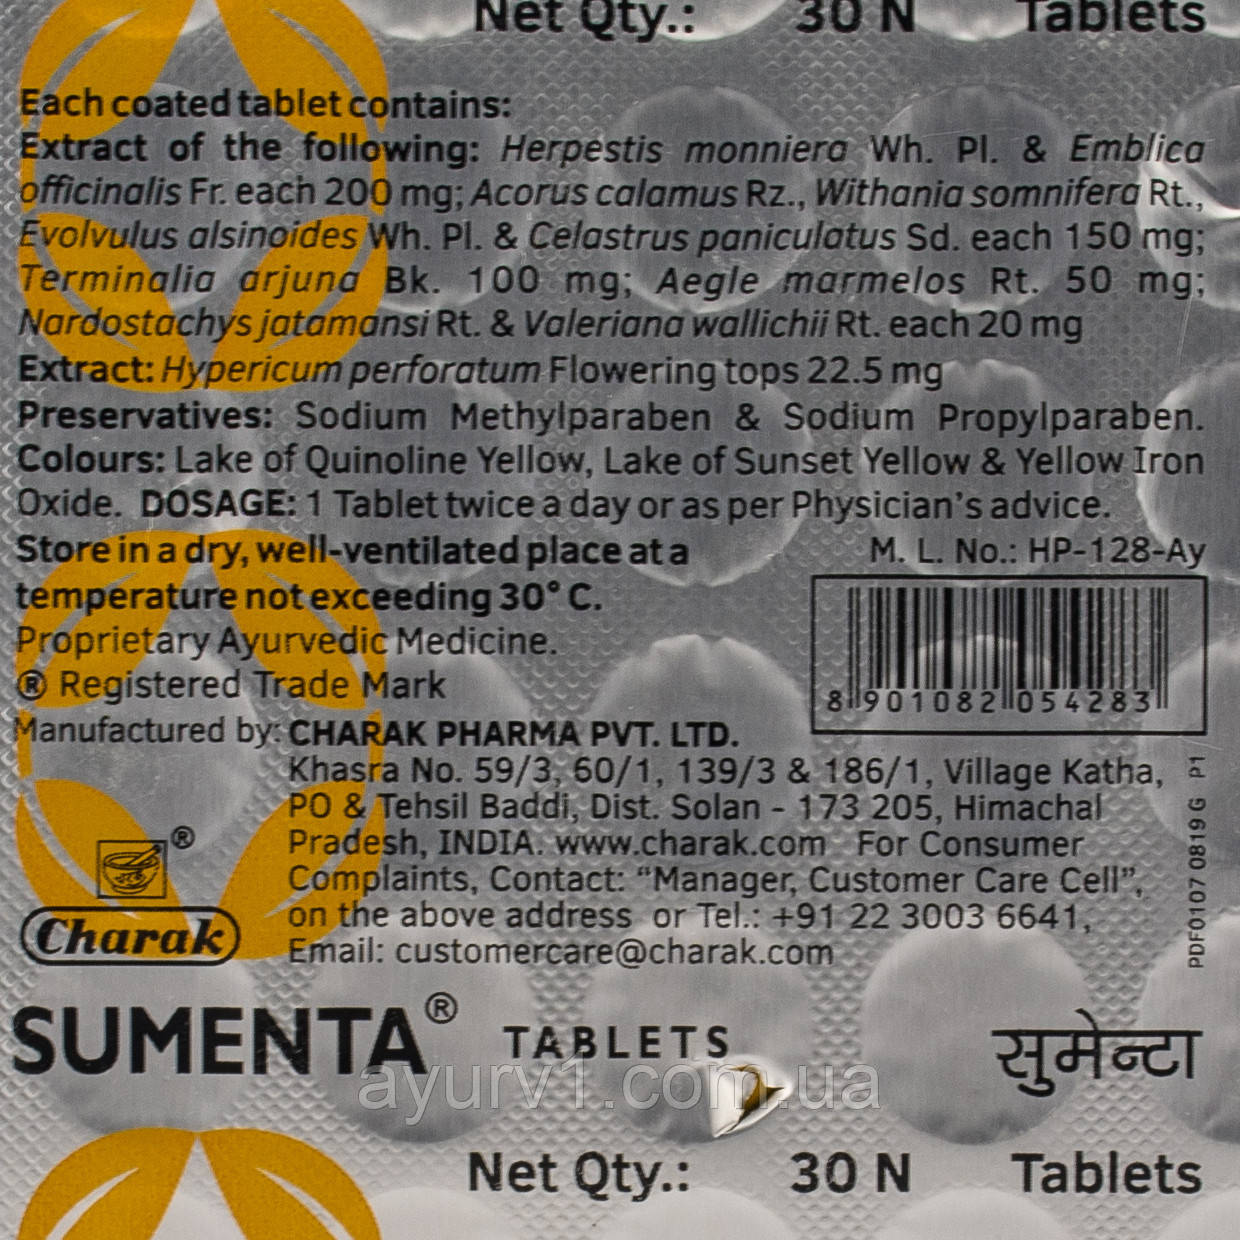 Net Qty.: 30 N Tablets
Each coated tablet contains:
Extract of the following: Herpestis monniera Wh. Pl. & Emblica
officinalis Fr. each 200 mg; Acorus calamus Rz., Withania somnifera Rt.,
Evolvulus alsinoides Wh. Pl. & Celastrus paniculatus Sd. each 150 mg;
Terminalia arjuna Bk. 100 mg; Aegle marmelos Rt. 50 mg;
Nardostachys jatamansi Rt. & Valeriana wallichii Rt. each 20 mg
Extract: Hypericum perforatum Flowering tops 22.5 mg
Preservatives: Sodium Methylparaben & Sodium Propylparaben.
Colours: Lake of Quinoline Yellow, Lake of Sunset Yellow & Yellow Iron
Oxide. DOSAGE: 1 Tablet twice a day or as per Physician's advice.
Store in a dry, well-ventilated place at a
temperature not exceeding 30° C.
M. L. No.: HP-128-Ay
Proprietary Ayurvedic Medicine.
® Registered Trade Mark
8 901082 054283
Manufactured by: CHARAK PHARMA PVT. LTD.
Khasra No. 59/3, 60/1, 139/3 & 186/1, Village Katha,
PO & Tehsil Baddi, Dist. Solan - 173 205, Himachal
Pradesh, INDIA. www.charak.com For Consumer
Complaints, Contact: "Manager, Customer Care Cell",
on the above address or Tel.: +91 22 3003 6641,
Email: customercare@charak.com
PDF0107 0819G P1
®
Charak
SUMENTA® TABLETS सुमेन्टा
ayurv1.com.ua
Net Qty.: 30 N Tablets